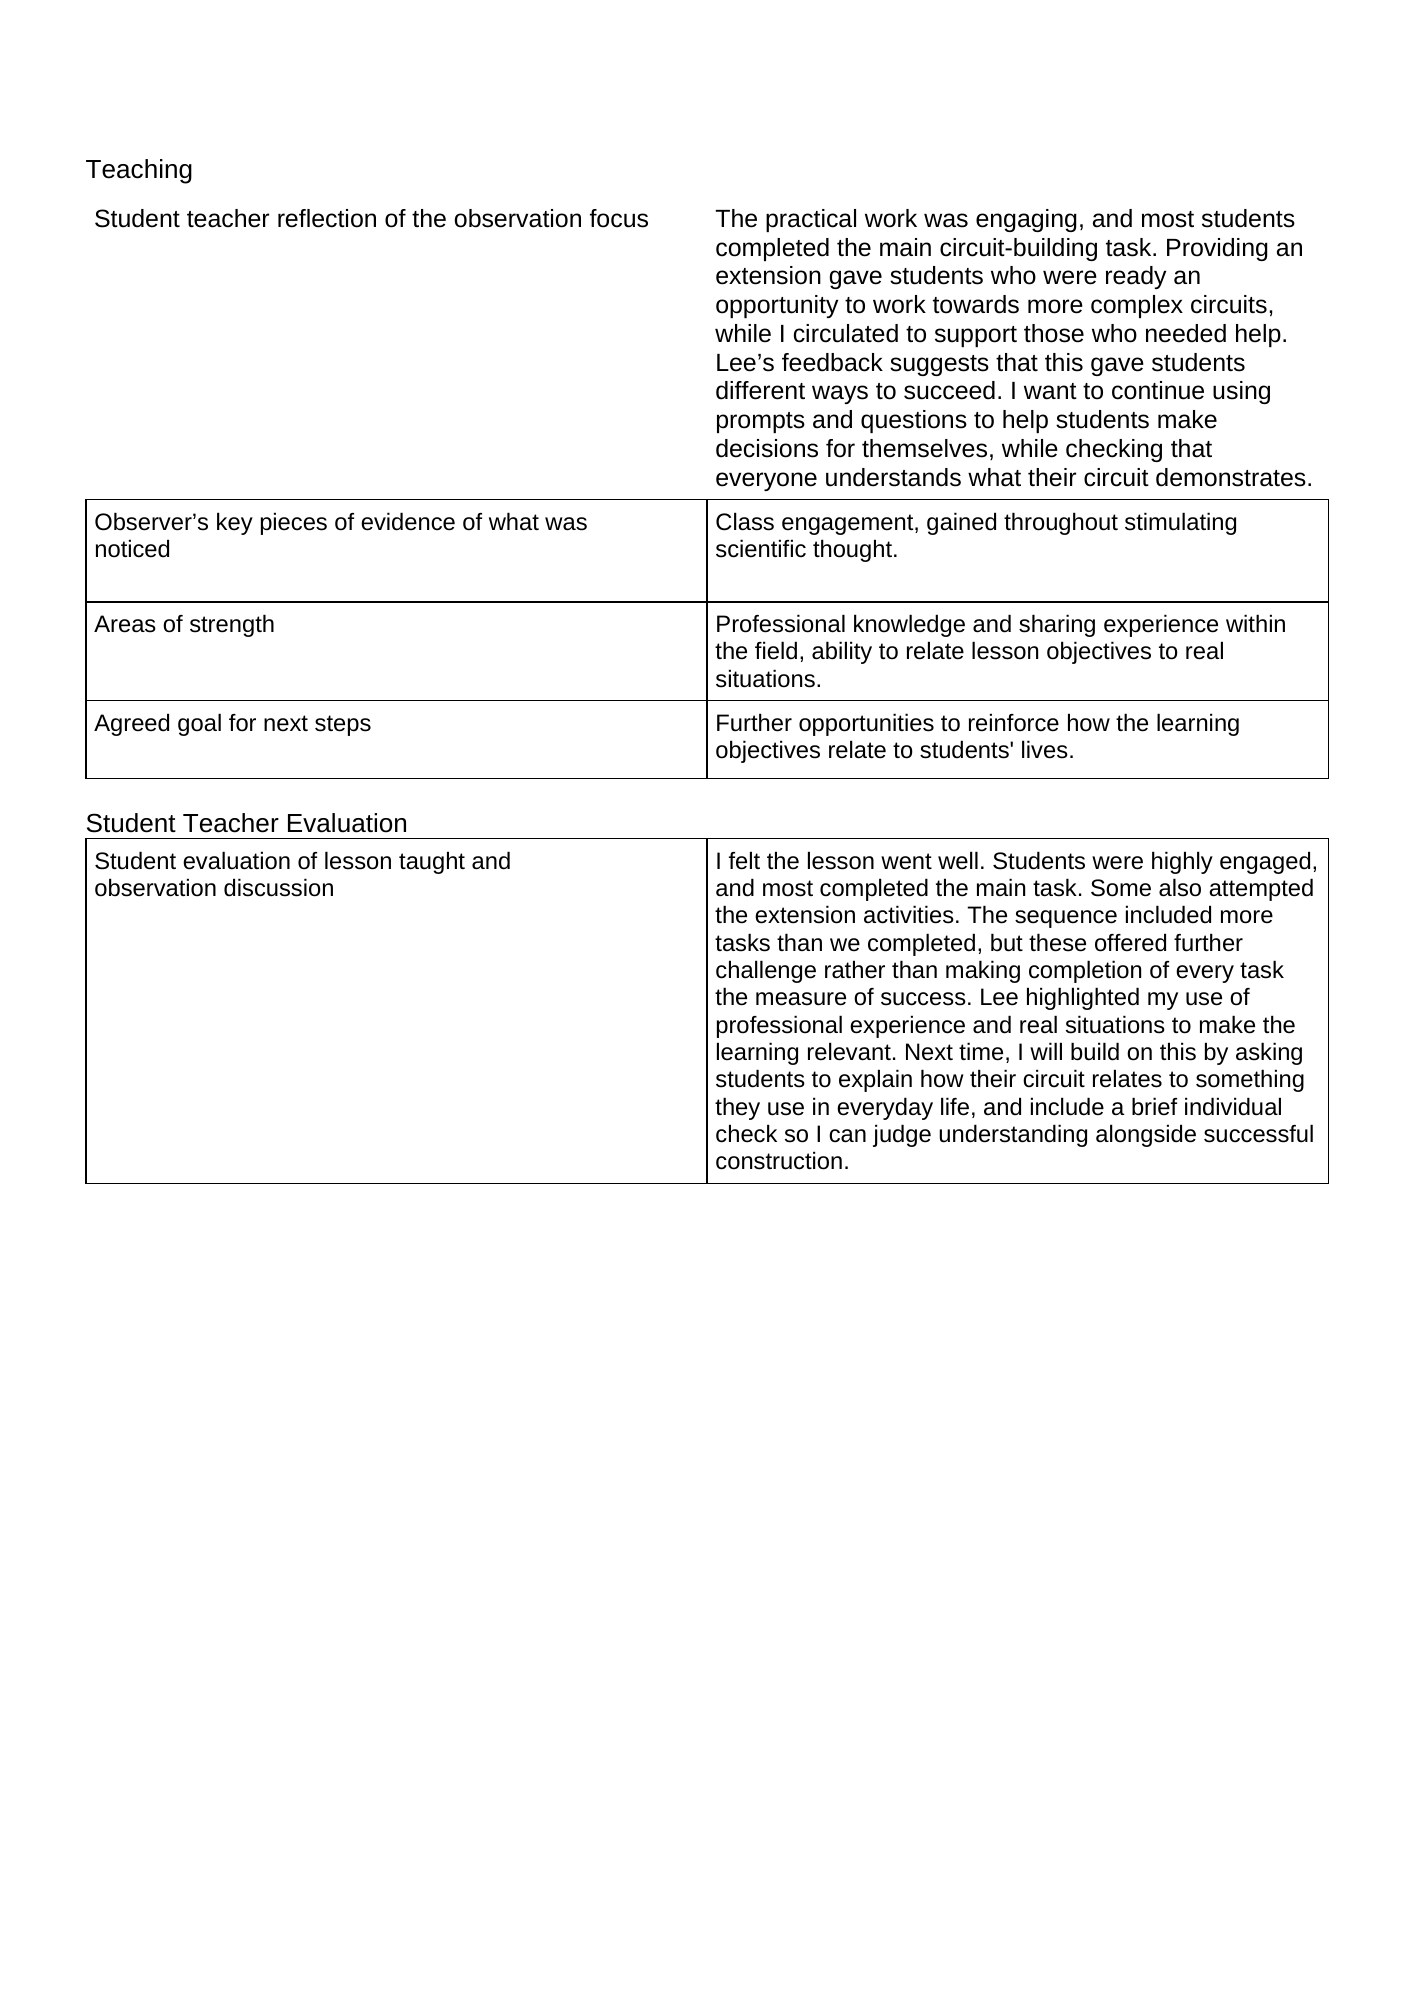 Teaching
Student teacher reflection of the observation focus
The practical work was engaging, and most students
completed the main circuit-building task. Providing an
extension gave students who were ready an
opportunity to work towards more complex circuits,
while I circulated to support those who needed help.
Lee’s feedback suggests that this gave students
different ways to succeed. I want to continue using
prompts and questions to help students make
decisions for themselves, while checking that
everyone understands what their circuit demonstrates.
Observer’s key pieces of evidence of what was
noticed
Class engagement, gained throughout stimulating
scientific thought.
Areas of strength
Professional knowledge and sharing experience within
the field, ability to relate lesson objectives to real
situations.
Agreed goal for next steps
Further opportunities to reinforce how the learning
objectives relate to students' lives.
Student Teacher Evaluation
Student evaluation of lesson taught and
observation discussion
I felt the lesson went well. Students were highly engaged,
and most completed the main task. Some also attempted
the extension activities. The sequence included more
tasks than we completed, but these offered further
challenge rather than making completion of every task
the measure of success. Lee highlighted my use of
professional experience and real situations to make the
learning relevant. Next time, I will build on this by asking
students to explain how their circuit relates to something
they use in everyday life, and include a brief individual
check so I can judge understanding alongside successful
construction.